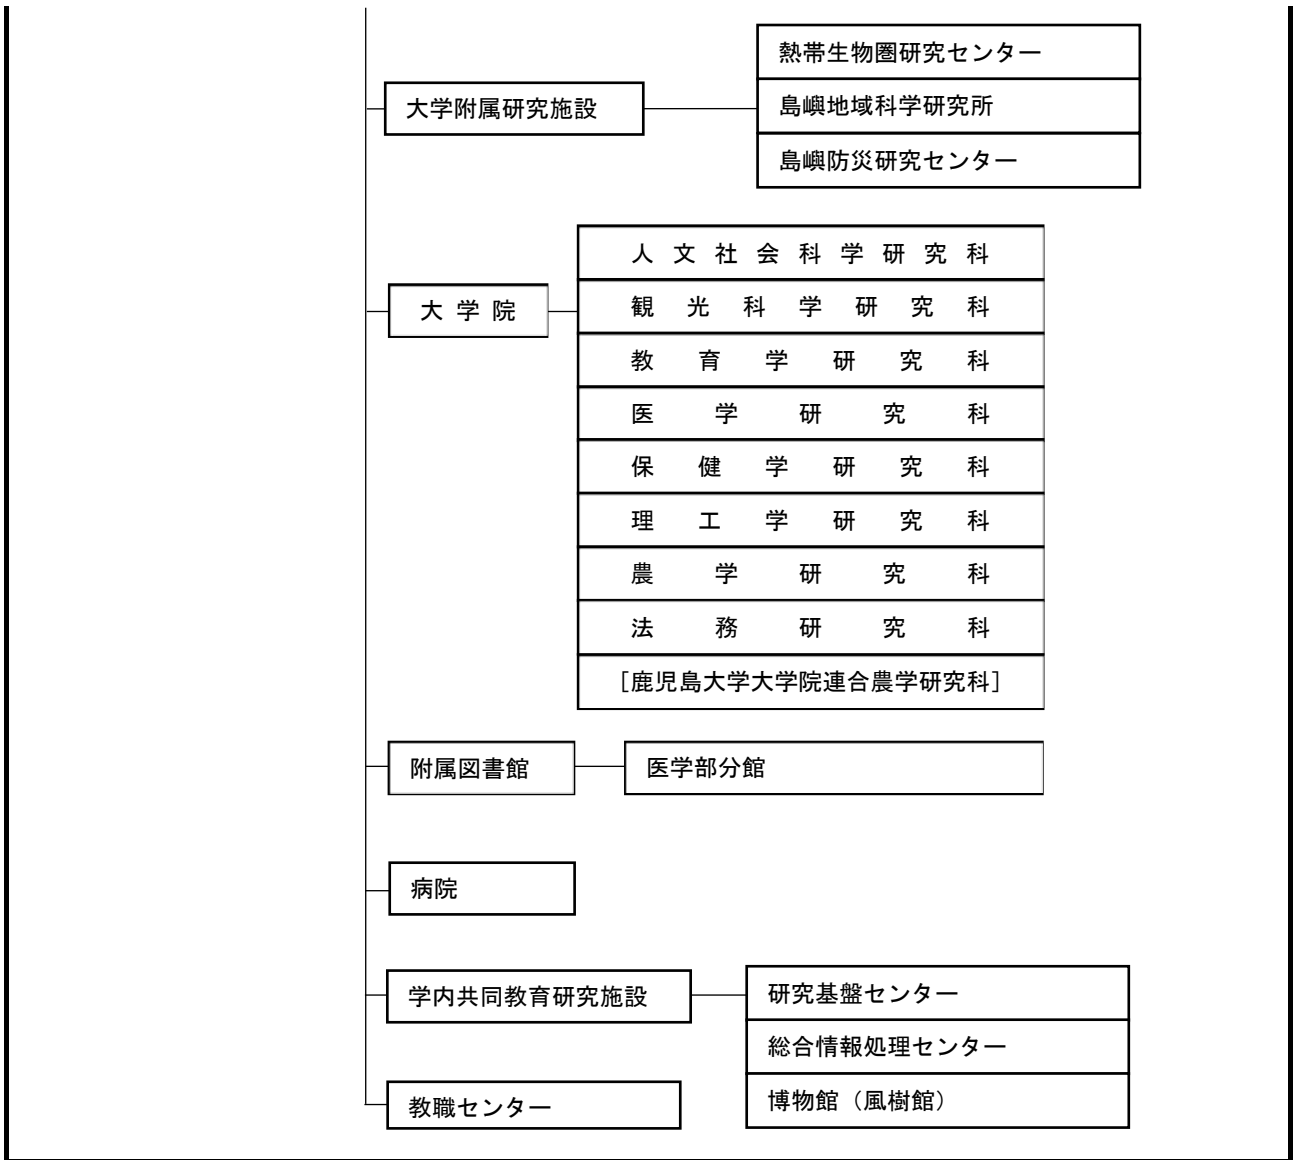 大学附属研究施設
熱帯生物圏研究センター
島嶼地域科学研究所
島嶼防災研究センター
大学院
人文社会科学研究科
観光科学研究科
教育学研究科
医学研究科
保健学研究科
理工学研究科
農学研究科
法務研究科
［鹿児島大学大学院連合農学研究科］
附属図書館
医学部分館
病院
学内共同教育研究施設
研究基盤センター
総合情報処理センター
博物館（風樹館）
教職センター